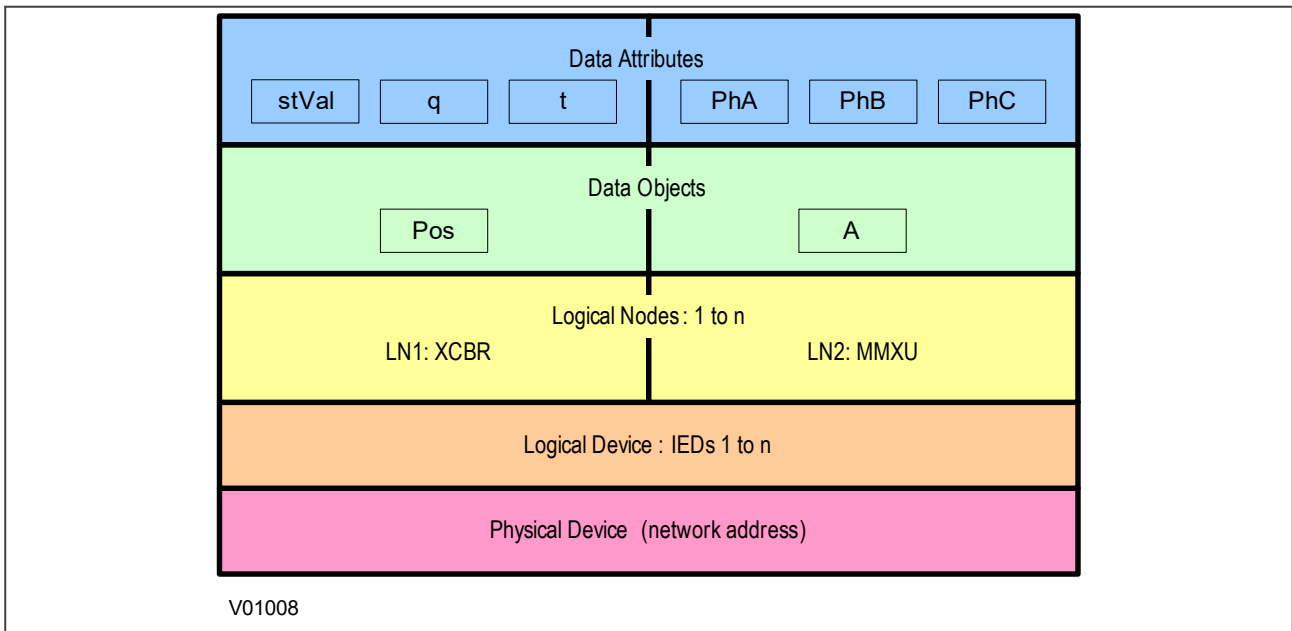 Data Attributes
stVal q t PhA PhB PhC
Data Objects
Pos A
Logical Nodes : 1 to n
LN1: XCBR LN2: MMXU
Logical Device : IEDs 1 to n
Physical Device (network address)
V01008